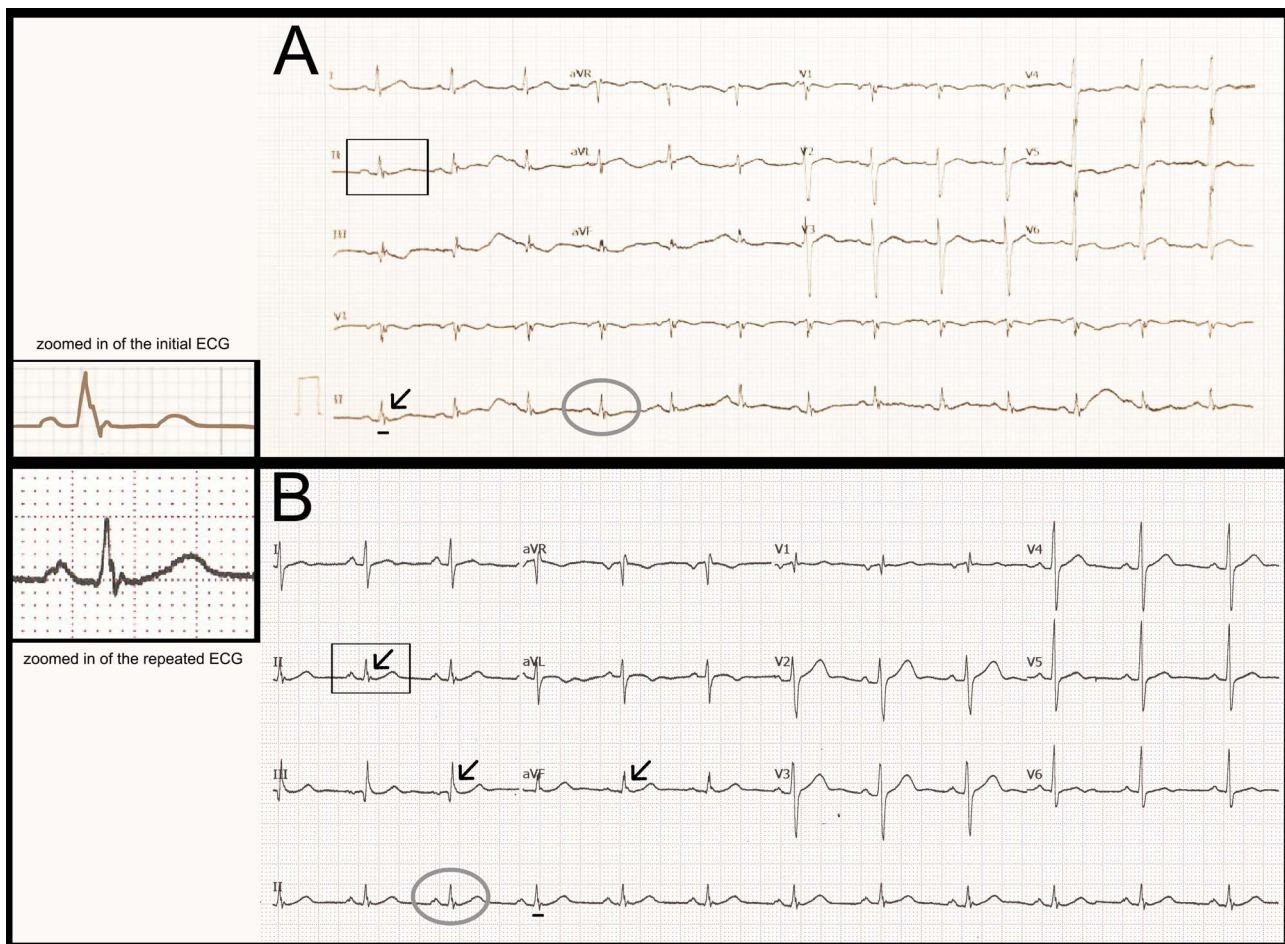 A
I aVR V1 V4
II aVL V2 V5
III aVF V3 V6
V1
II
zoomed in of the initial ECG
B
I aVR V1 V4
II aVL V2 V5
III aVF V3 V6
II
zoomed in of the repeated ECG